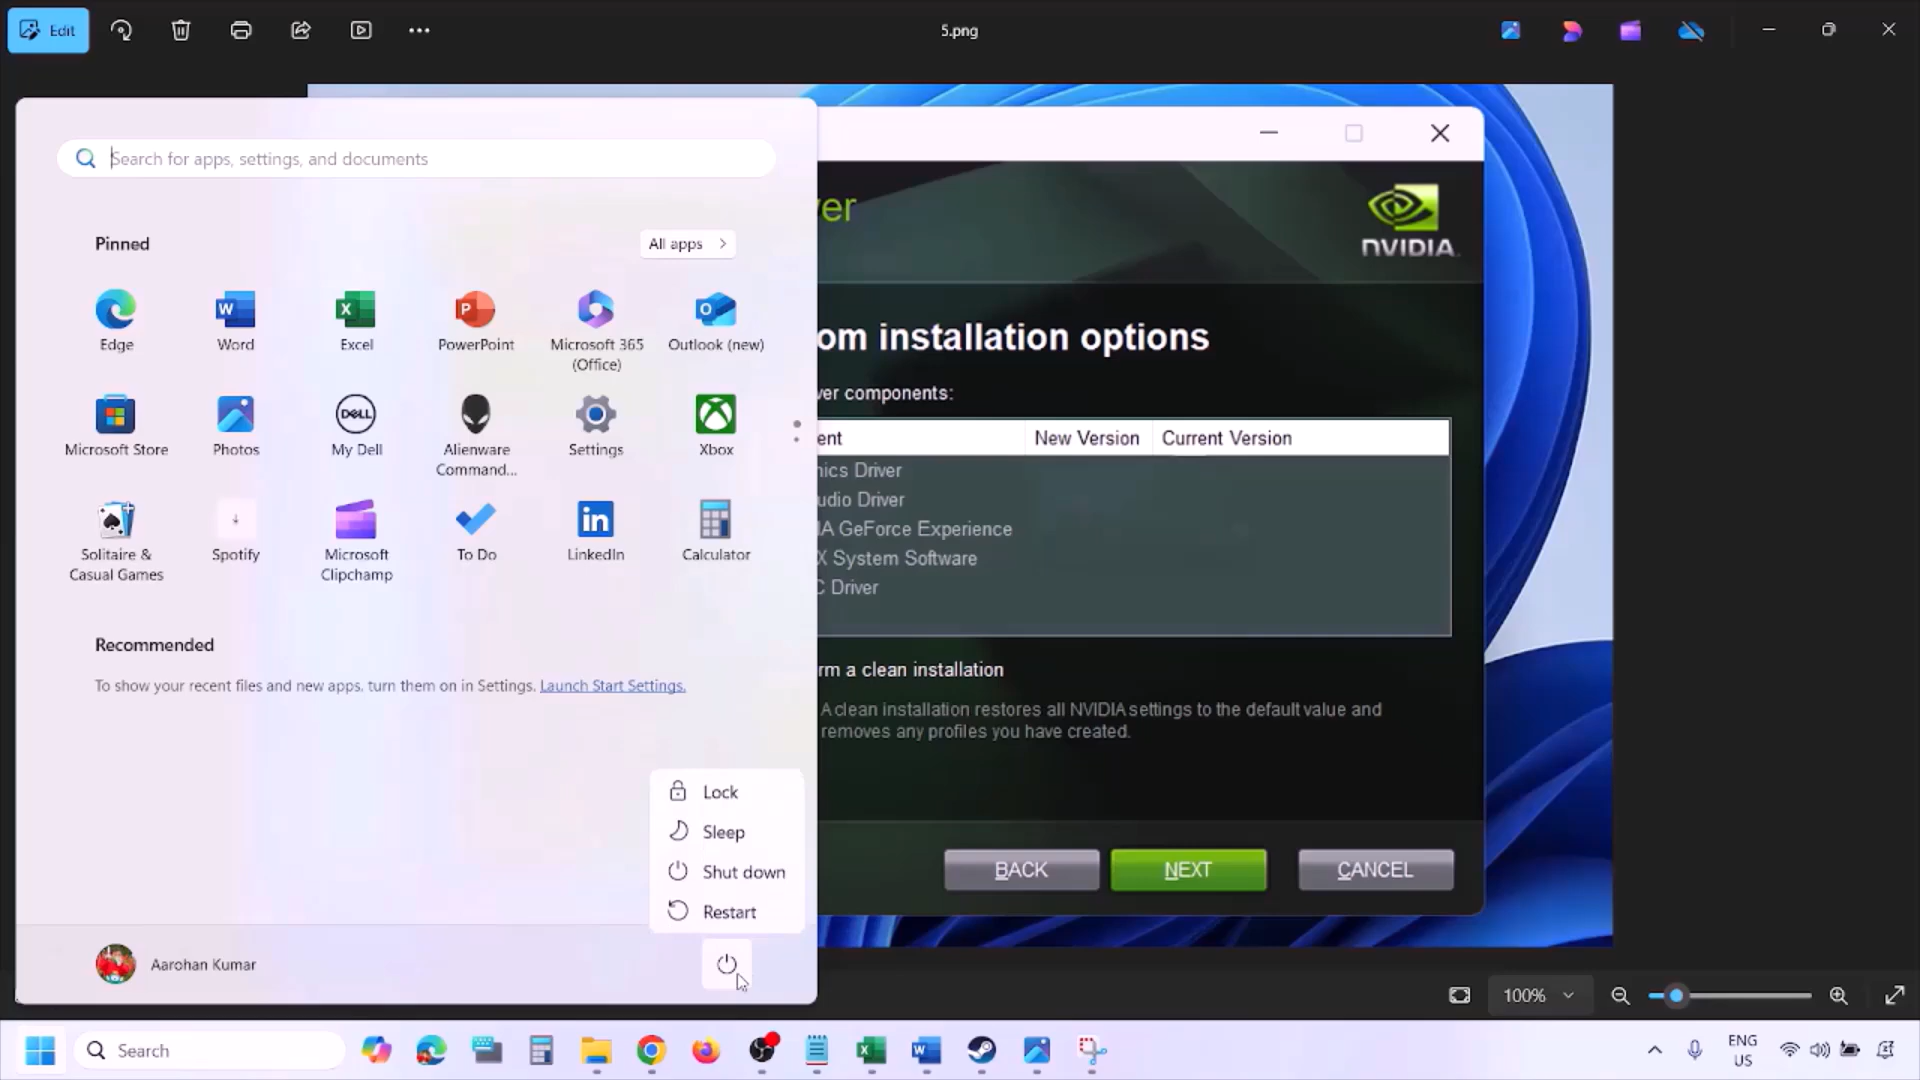 Edit
5.png
Search for apps, settings, and documents
Pinned
All apps
Edge
Word
Excel
PowerPoint
Microsoft 365
(Office)
Outlook (new)
Microsoft Store
Photos
DELL
My Dell
Alienware
Command...
Settings
Xbox
Solitaire &
Casual Games
Spotify
Microsoft
Clipchamp
To Do
LinkedIn
Calculator
Recommended
To show your recent files and new apps, turn them on in Settings. Launch Start Settings.
Lock
Sleep
Shut down
Restart
Aarohan Kumar
ver
NVIDIA
om installation options
ver components:
ent New Version Current Version
nics Driver
udio Driver
IA GeForce Experience
X System Software
C Driver
rm a clean installation
A clean installation restores all NVIDIA settings to the default value and
removes any profiles you have created.
BACK NEXT CANCEL
100%
Search
ENG
US